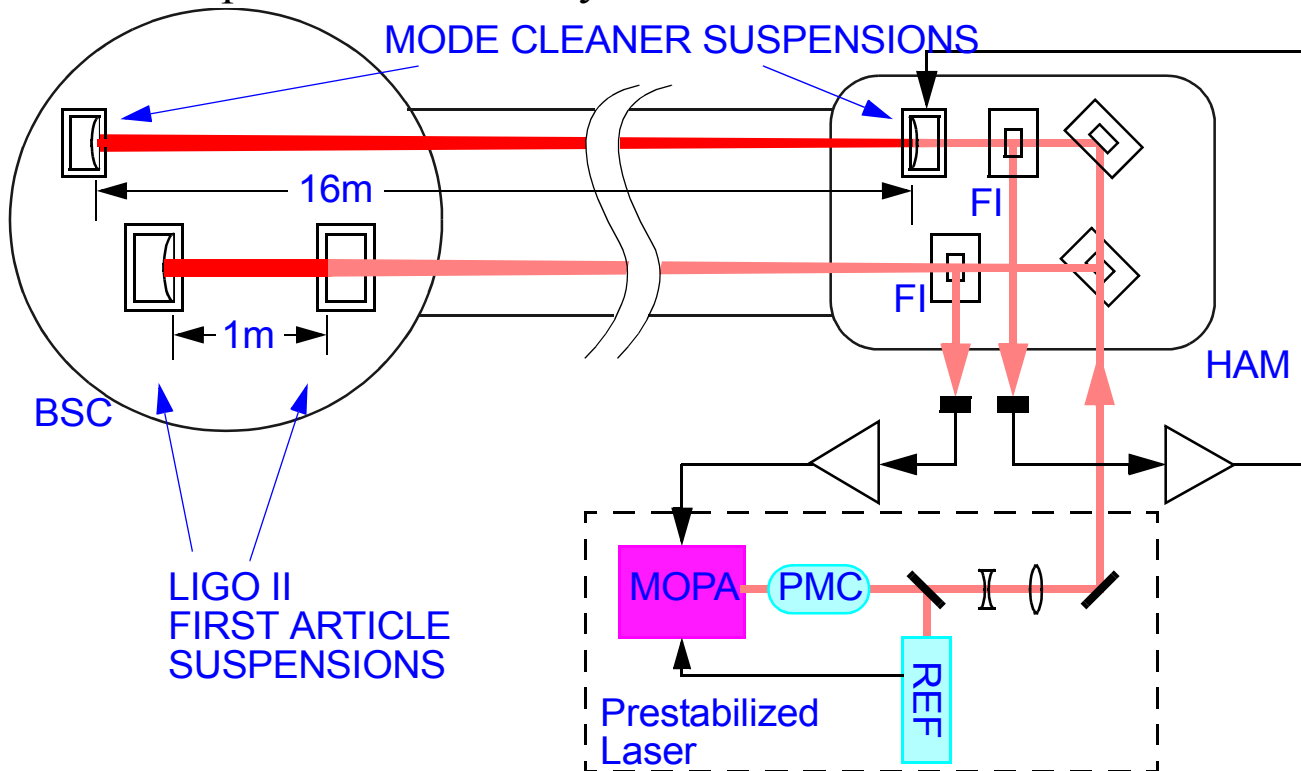 MODE CLEANER SUSPENSIONS
16m
FI
FI
1m
HAM
BSC
LIGO II
FIRST ARTICLE
SUSPENSIONS
MOPA
PMC
REF
Prestabilized
Laser